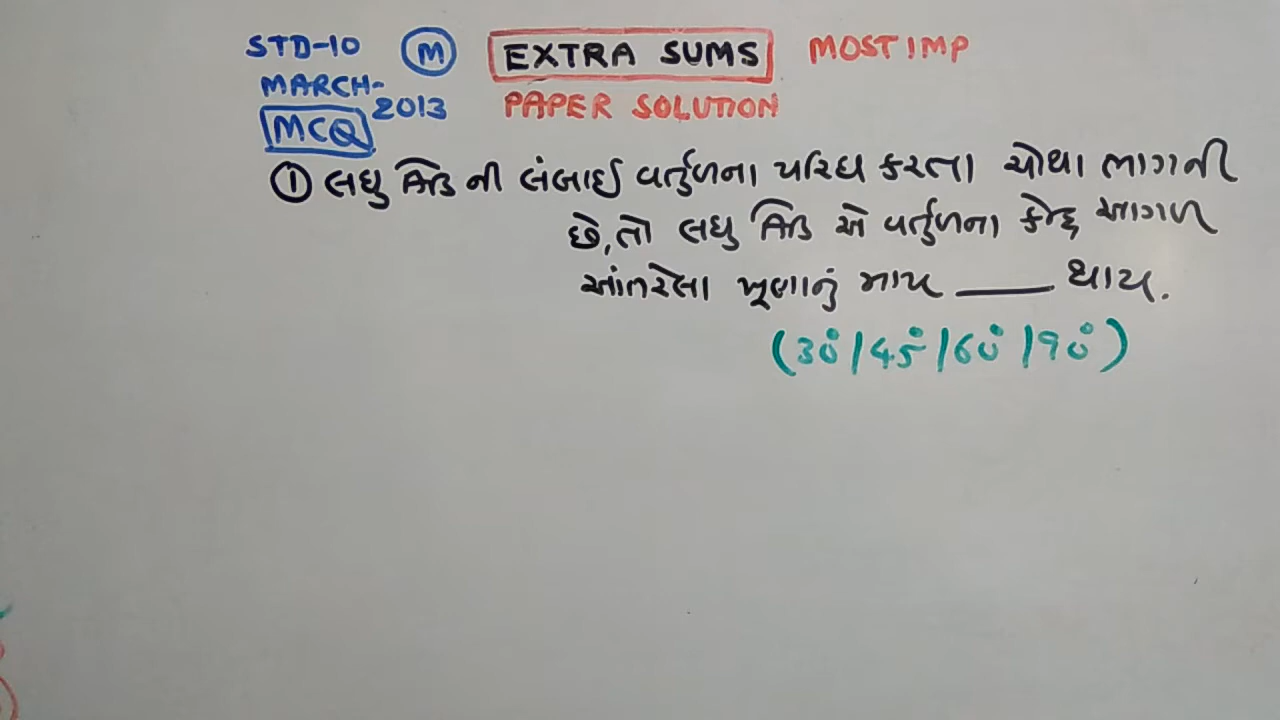 STD-10 M EXTRA SUMS MOST IMP
MARCH-2013 PAPER SOLUTION
MCQ
① લઘુ A͡B ની લંબાઈ વર્તુળના પરિઘ કરતા ચોથા ભાગની
છે, તો લઘુ A͡B એ વર્તુળના કેન્દ્ર આગળ
આંતરેલા ખૂણાનું માપ ____ થાય.
(30°/45°/60°/90°)